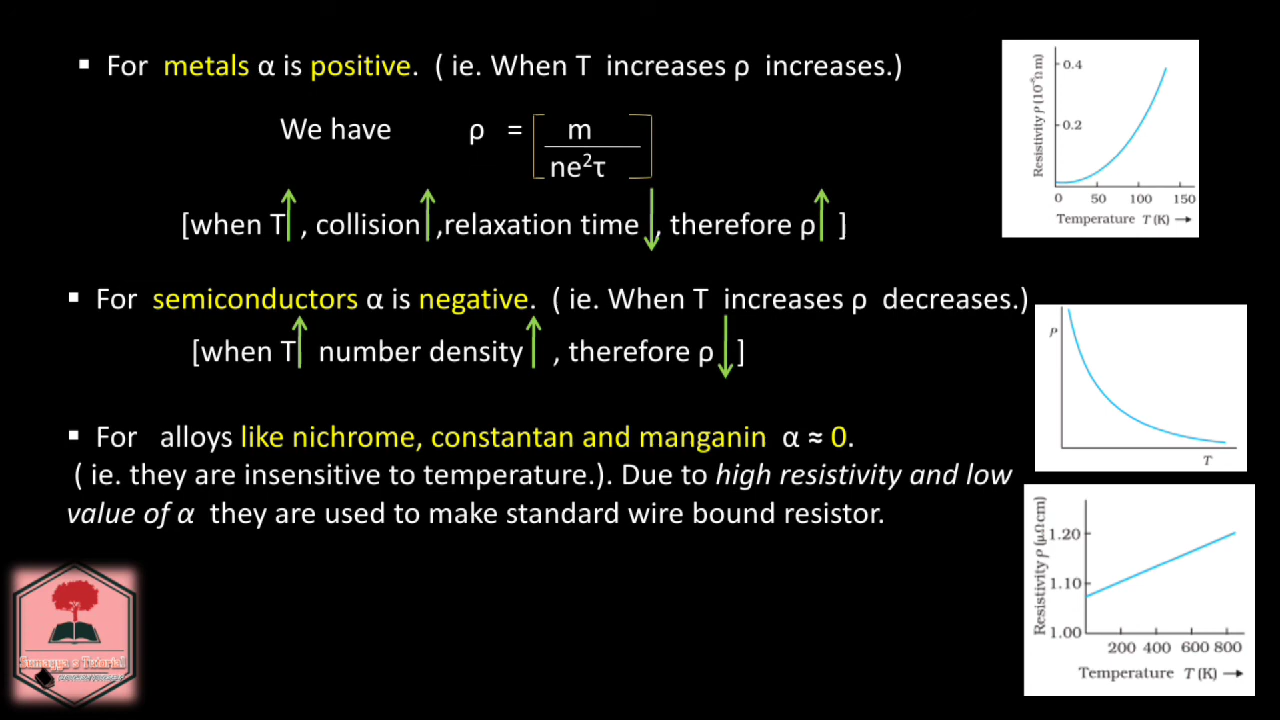 ▪ For metals α is positive. ( ie. When T increases ρ increases.)
We have ρ = [ m
ne²τ ]
[when T↑ , collision↑ ,relaxation time ↓, therefore ρ↑ ]
▪ For semiconductors α is negative. ( ie. When T increases ρ decreases.)
[when T↑ number density ↑ , therefore ρ ↓ ]
▪ For alloys like nichrome, constantan and manganin α ≈ 0.
( ie. they are insensitive to temperature.). Due to high resistivity and low
value of α they are used to make standard wire bound resistor.
Resistivity ρ (10⁻⁸Ω m)
0.4
0.2
0 50 100 150
Temperature T (K) →
ρ
T
Resistivity ρ (μΩ cm)
1.20
1.10
1.00
200 400 600 800
Temperature T (K) →